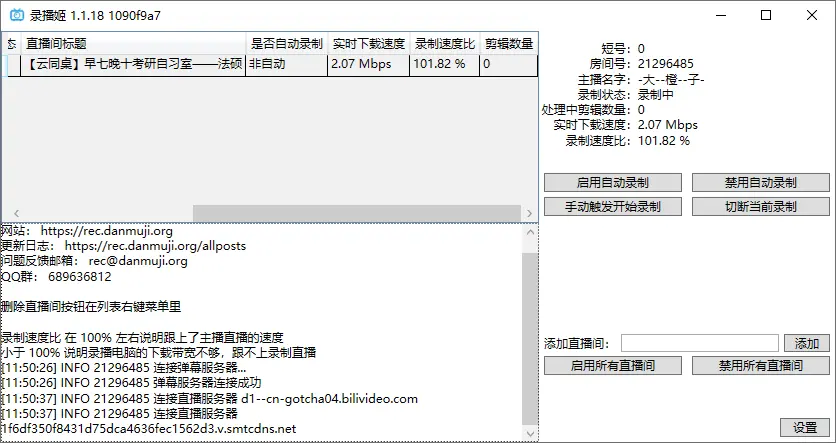 录播姬 1.1.18 1090f9a7
态 直播间标题 是否自动录制 实时下载速度 录制速度比 剪辑数量
【云同桌】早七晚十考研自习室——法硕 非自动 2.07 Mbps 101.82 % 0
短号: 0
房间号: 21296485
主播名字: -大--橙--子-
录制状态: 录制中
处理中剪辑数量: 0
实时下载速度: 2.07 Mbps
录制速度比: 101.82 %
启用自动录制 禁用自动录制
手动触发开始录制 切断当前录制
网站: https://rec.danmuji.org
更新日志: https://rec.danmuji.org/allposts
问题反馈邮箱: rec@danmuji.org
QQ群: 689636812
删除直播间按钮在列表右键菜单里
录制速度比 在 100% 左右说明跟上了主播直播的速度
小于 100% 说明录播电脑的下载带宽不够，跟不上录制直播
[11:50:26] INFO 21296485 连接弹幕服务器...
[11:50:26] INFO 21296485 弹幕服务器连接成功
[11:50:37] INFO 21296485 连接直播服务器 d1--cn-gotcha04.bilivideo.com
[11:50:37] INFO 21296485 连接直播服务器
1f6df350f8431d75dca4636fec1562d3.v.smtcdns.net
添加直播间: 添加
启用所有直播间 禁用所有直播间
设置